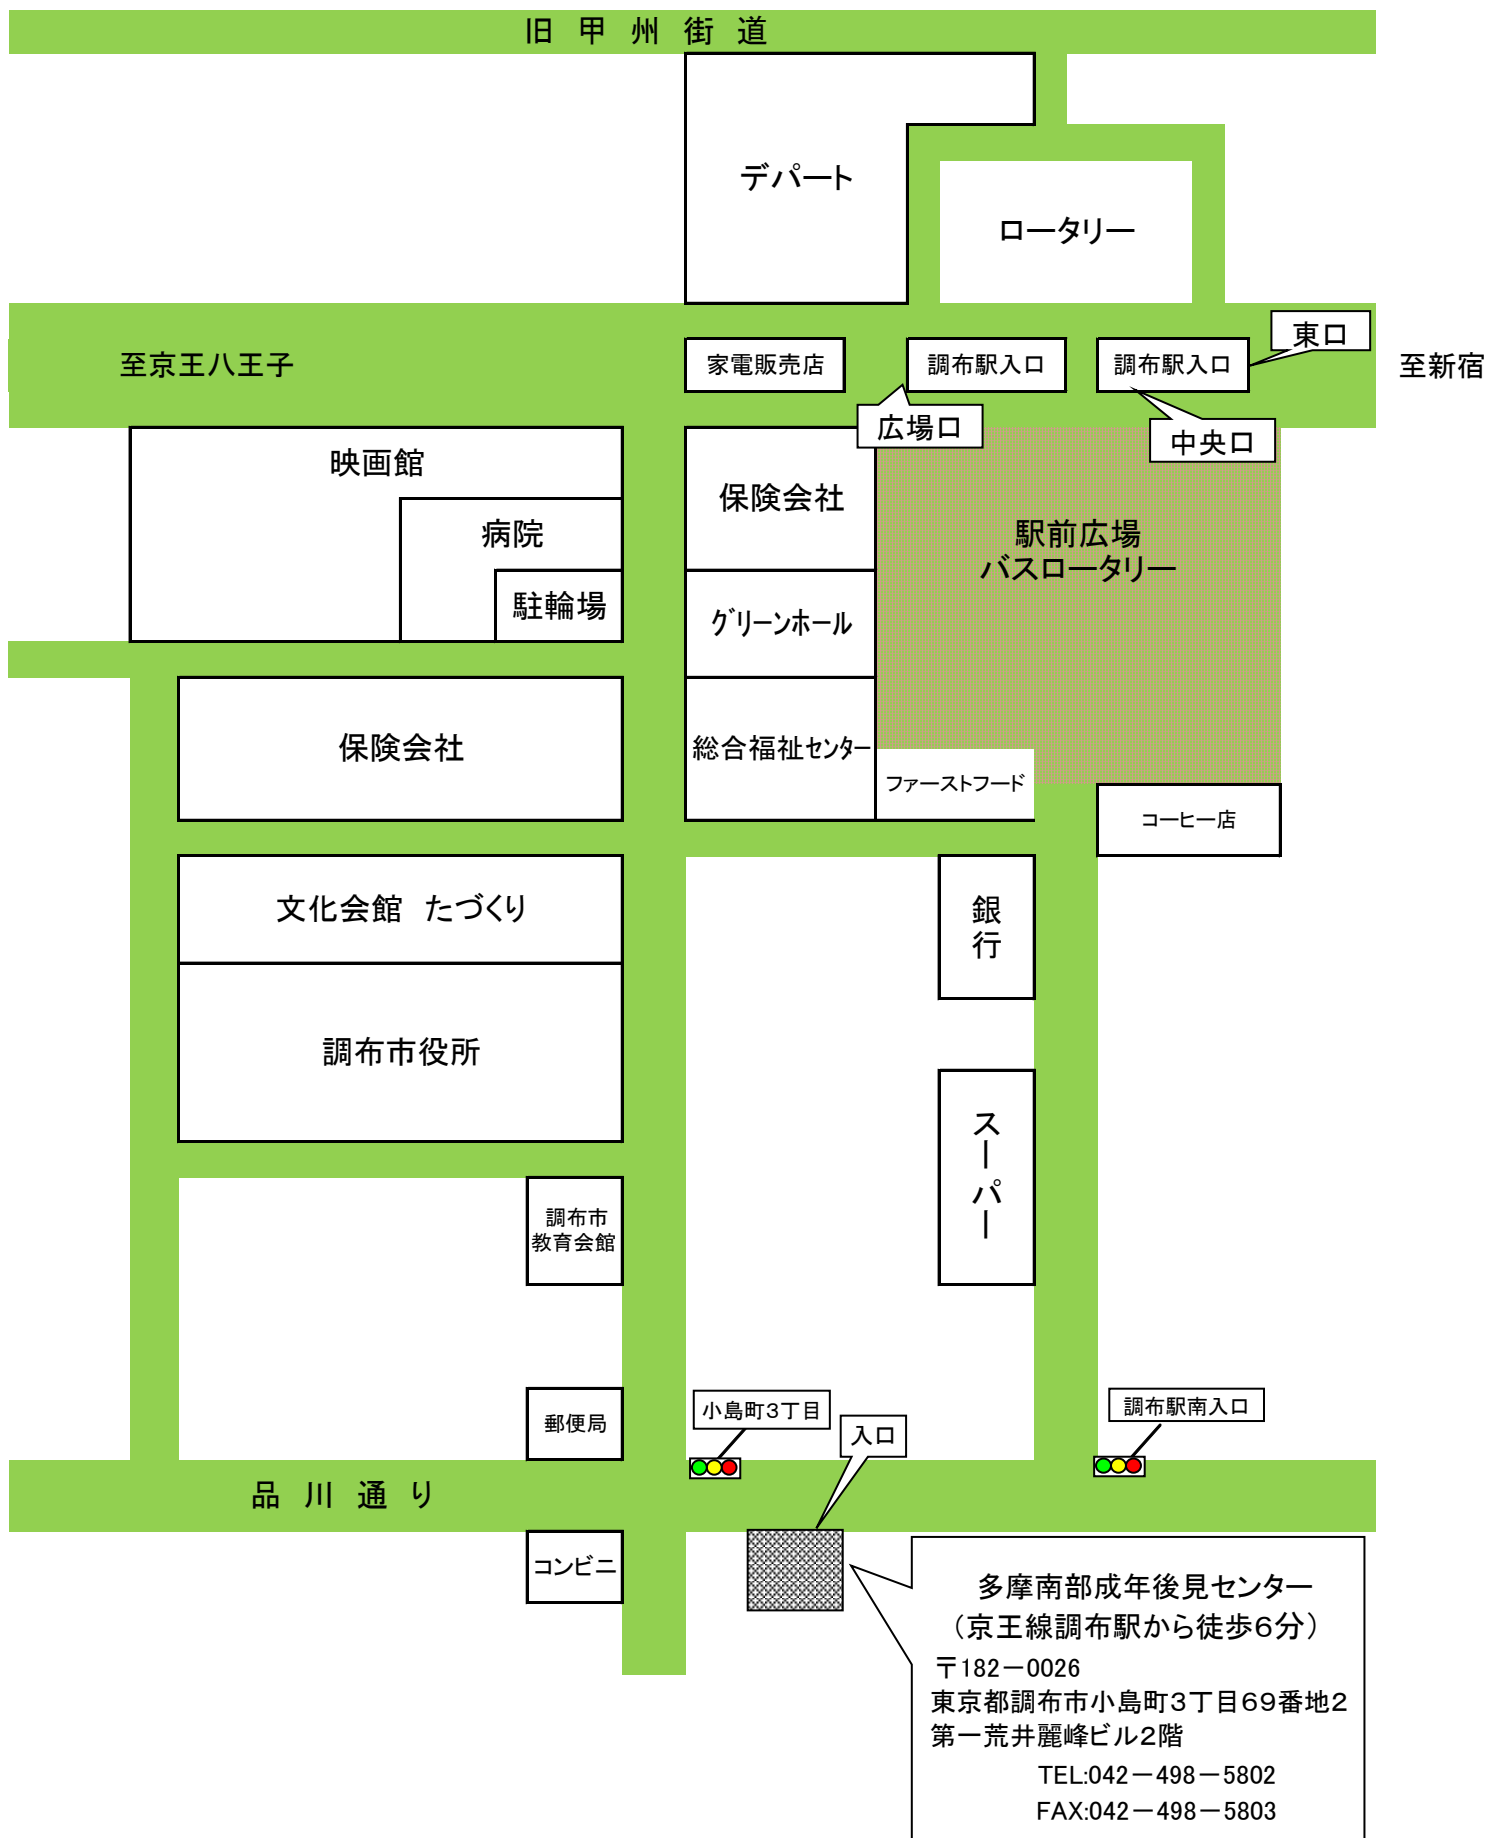 旧 甲 州 街 道
デパート
ロータリー
東口
至京王八王子
家電販売店
調布駅入口
調布駅入口
至新宿
広場口
中央口
映画館
保険会社
病院
駅前広場
バスロータリー
駐輪場
グリーンホール
保険会社
総合福祉センター
ファーストフード
コーヒー店
文化会館 たづくり
銀
行
調布市役所
スーパー
調布市
教育会館
郵便局
小島町3丁目
入口
調布駅南入口
品 川 通 り
コンビニ
多摩南部成年後見センター
(京王線調布駅から徒歩6分)
〒182-0026
東京都調布市小島町3丁目69番地2
第一荒井麗峰ビル2階
TEL:042-498-5802
FAX:042-498-5803